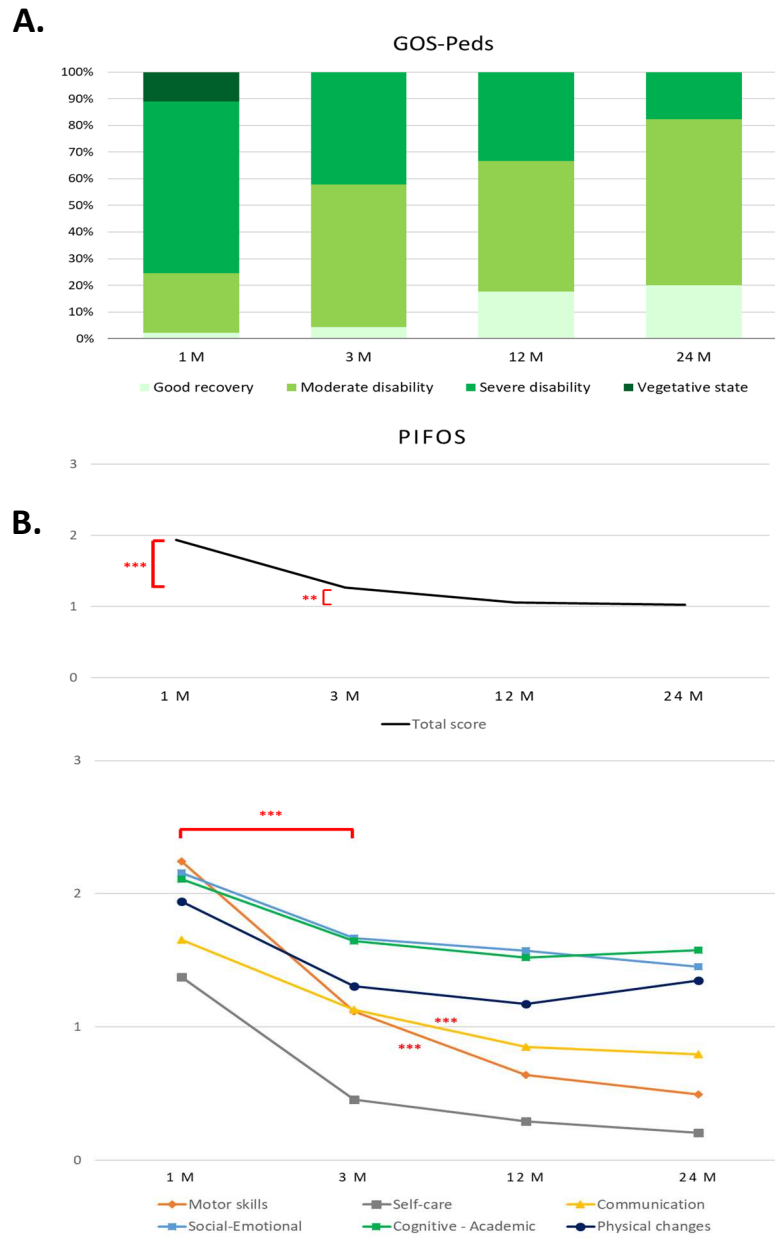 A.
GOS-Peds
100%
90%
80%
70%
60%
50%
40%
30%
20%
10%
0%
1 M 3 M 12 M 24 M
Good recovery Moderate disability Severe disability Vegetative state
PIFOS
3
B.
2
***
**
1
0
1 M 3 M 12 M 24 M
Total score
3
***
2
***
1
***
0
1 M 3 M 12 M 24 M
Motor skills Self-care Communication
Social-Emotional Cognitive - Academic Physical changes